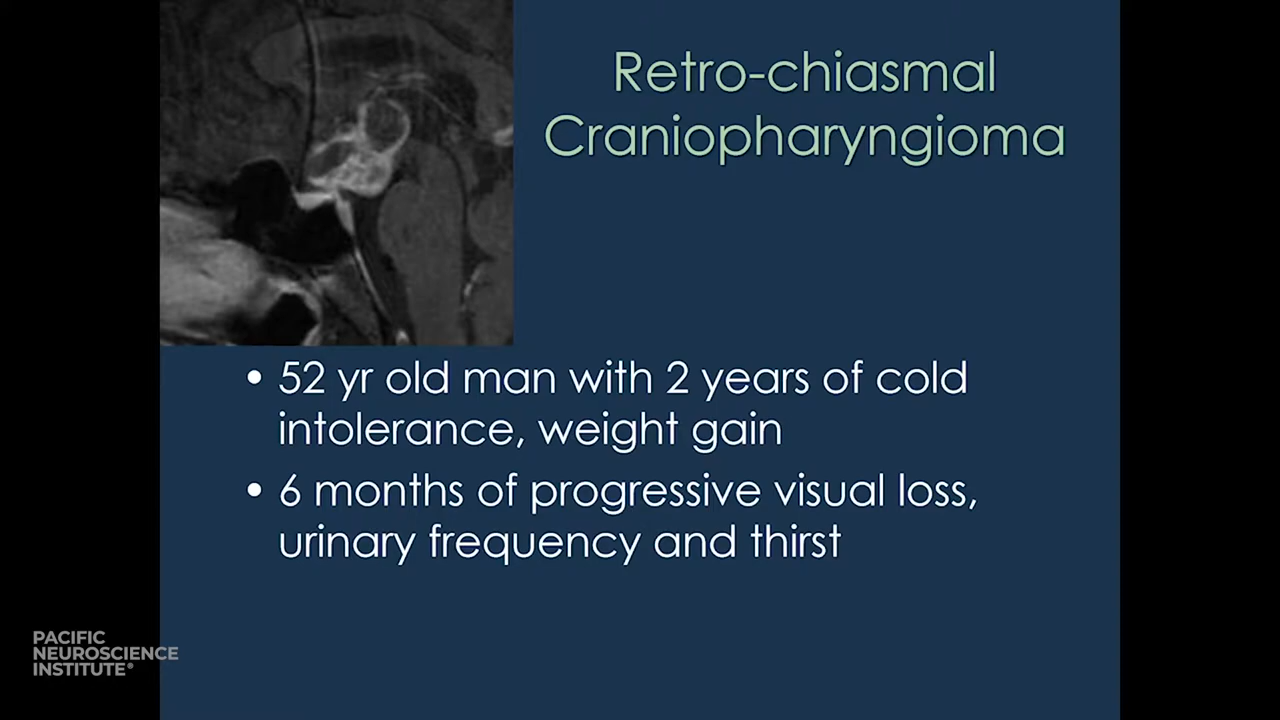 Retro-chiasmal
Craniopharyngioma
• 52 yr old man with 2 years of cold
intolerance, weight gain
• 6 months of progressive visual loss,
urinary frequency and thirst
PACIFIC
NEUROSCIENCE
INSTITUTE®